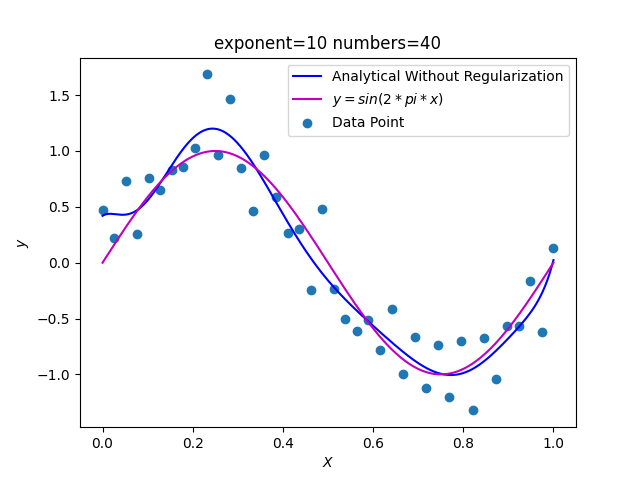 exponent=10 numbers=40
Analytical Without Regularization
y = sin(2 * pi * x)
Data Point
1.5
1.0
0.5
0.0
−0.5
−1.0
y
0.0 0.2 0.4 0.6 0.8 1.0
X